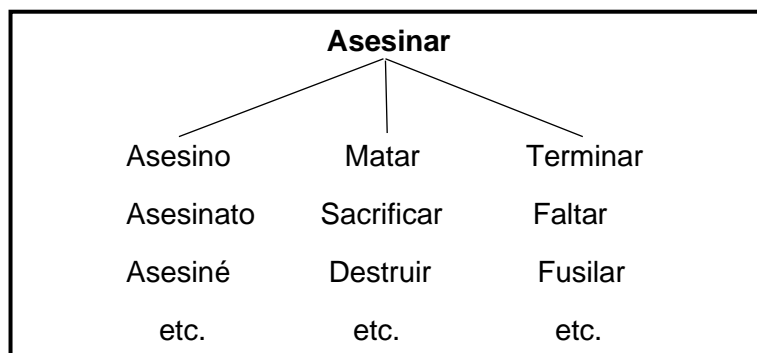 Asesinar
Asesino Matar Terminar
Asesinato Sacrificar Faltar
Asesiné Destruir Fusilar
etc. etc. etc.